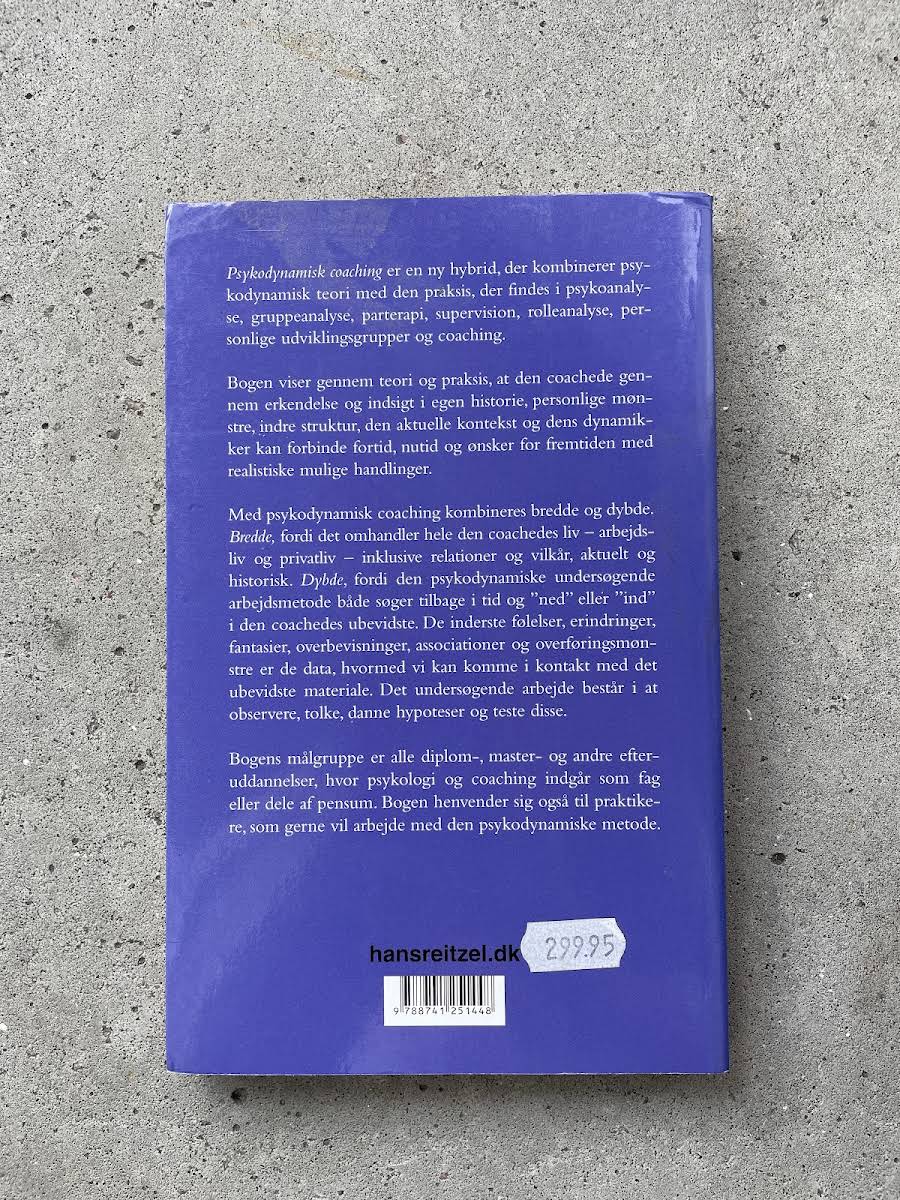 Psykodynamisk coaching er en ny hybrid, der kombinerer psy-
kodynamisk teori med den praksis, der findes i psykoanaly-
se, gruppeanalyse, parterapi, supervision, rolleanalyse, per-
sonlige udviklingsgrupper og coaching.
Bogen viser gennem teori og praksis, at den coachede gen-
nem erkendelse og indsigt i egen historie, personlige møn-
stre, indre struktur, den aktuelle kontekst og dens dynamik-
ker kan forbinde fortid, nutid og ønsker for fremtiden med
realistiske mulige handlinger.
Med psykodynamisk coaching kombineres bredde og dybde.
Bredde, fordi det omhandler hele den coachedes liv – arbejds-
liv og privatliv – inklusive relationer og vilkår, aktuelt og
historisk. Dybde, fordi den psykodynamiske undersøgende
arbejdsmetode både søger tilbage i tid og ”ned” eller ”ind”
i den coachedes ubevidste. De inderste følelser, erindringer,
fantasier, overbevisninger, associationer og overføringsmøn-
stre er de data, hvormed vi kan komme i kontakt med det
ubevidste materiale. Det undersøgende arbejde består i at
observere, tolke, danne hypoteser og teste disse.
Bogens målgruppe er alle diplom-, master- og andre efter-
uddannelser, hvor psykologi og coaching indgår som fag
eller dele af pensum. Bogen henvender sig også til praktike-
re, som gerne vil arbejde med den psykodynamiske metode.
hansreitzel.dk
299.95
9 788741 251448